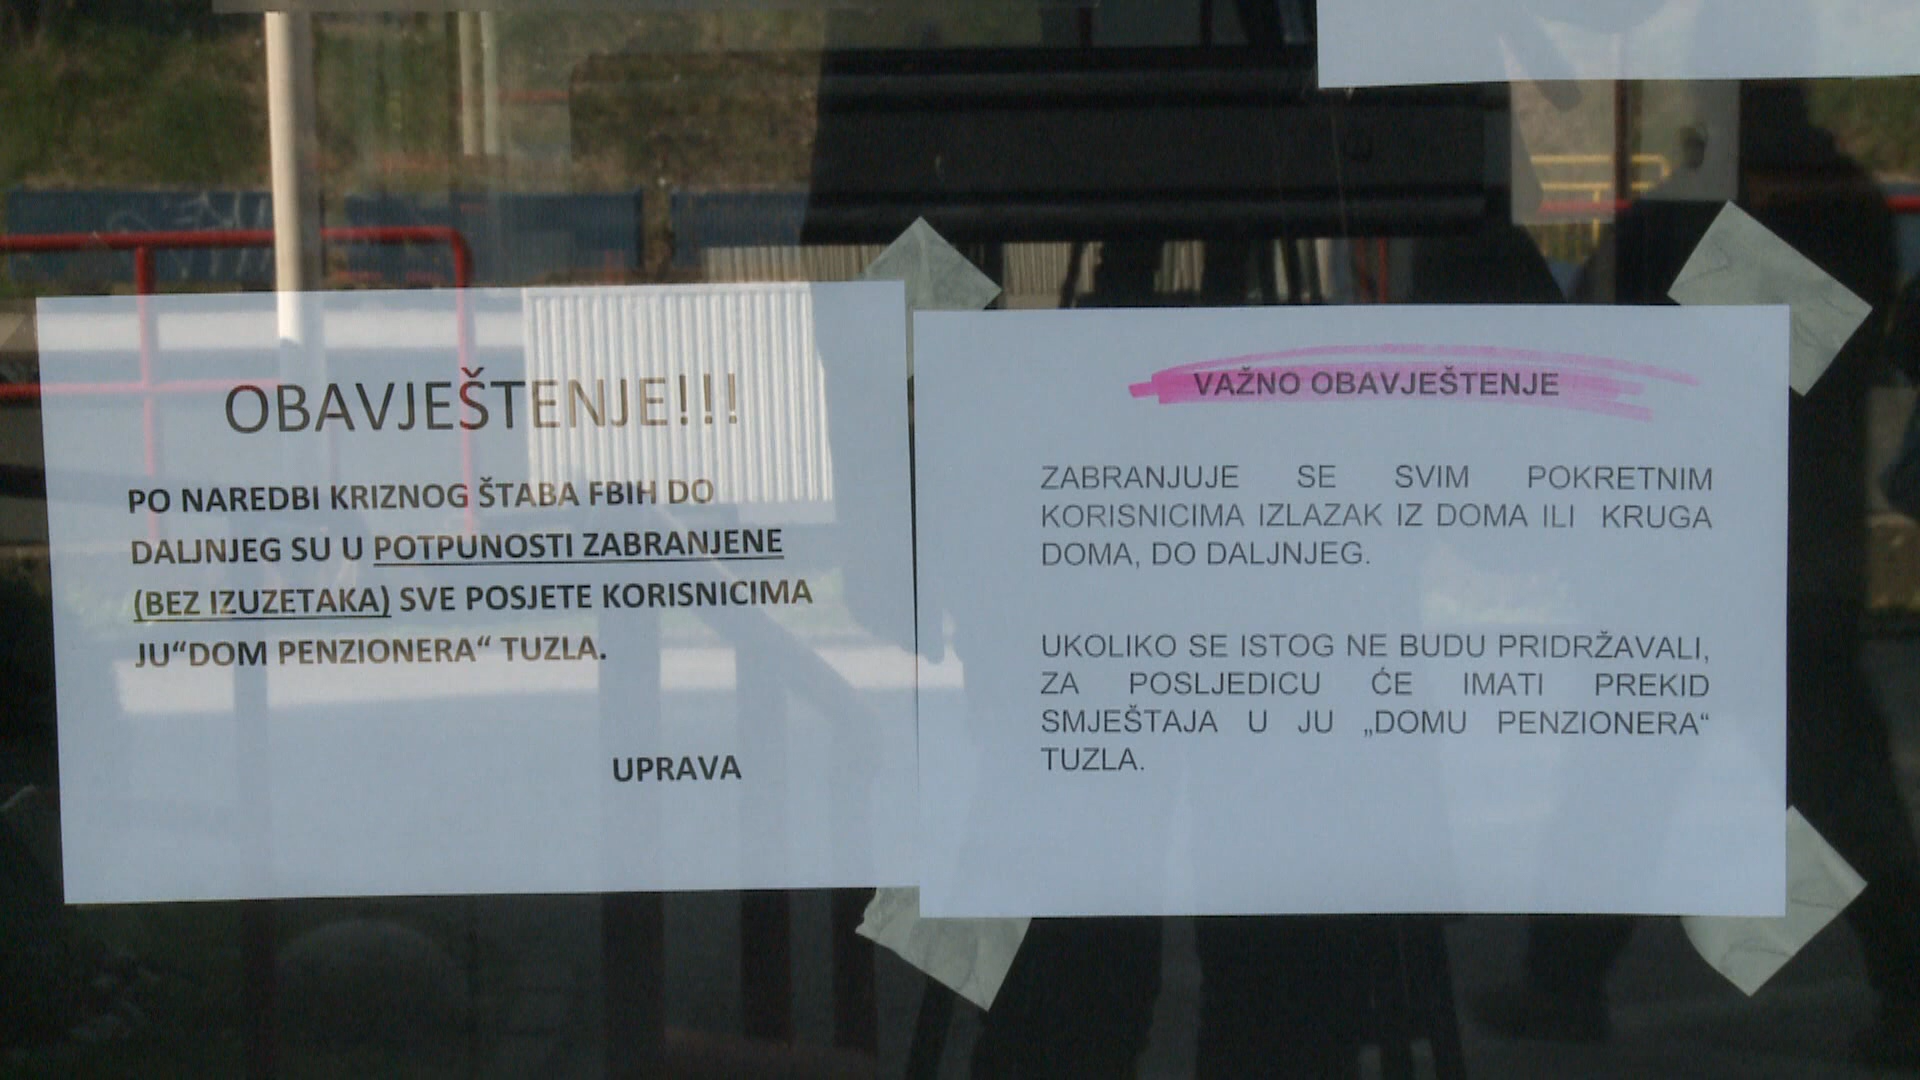 OBAVJEŠTENJE!!!
PO NAREDBI KRIZNOG ŠTABA FBIH DO
DALJNJEG SU U POTPUNOSTI ZABRANJENE
(BEZ IZUZETAKA) SVE POSJETE KORISNICIMA
JU“DOM PENZIONERA“ TUZLA.
UPRAVA
VAŽNO OBAVJEŠTENJE
ZABRANJUJE SE SVIM POKRETNIM
KORISNICIMA IZLAZAK IZ DOMA ILI KRUGA
DOMA, DO DALJNJEG.
UKOLIKO SE ISTOG NE BUDU PRIDRŽAVALI,
ZA POSLJEDICU ĆE IMATI PREKID
SMJEŠTAJA U JU „DOMU PENZIONERA“
TUZLA.